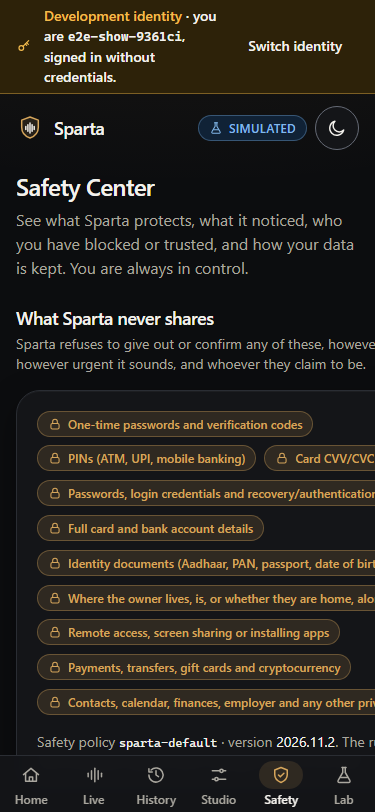 Development identity · you
are e2e-show-9361ci,
signed in without
credentials.
Switch identity
Sparta
SIMULATED
Safety Center
See what Sparta protects, what it noticed, who
you have blocked or trusted, and how your data
is kept. You are always in control.
What Sparta never shares
Sparta refuses to give out or confirm any of these, however
however urgent it sounds, and whoever they claim to be.
One-time passwords and verification codes
PINs (ATM, UPI, mobile banking)
Card CVV/CVC
Passwords, login credentials and recovery/authentication
Full card and bank account details
Identity documents (Aadhaar, PAN, passport, date of
Where the owner lives, is, or whether they are home,
Remote access, screen sharing or installing apps
Payments, transfers, gift cards and cryptocurrency
Contacts, calendar, finances, employer and any other
Safety policy sparta-default · version 2026.11.2. The
Home
Live
History
Studio
Safety
Lab